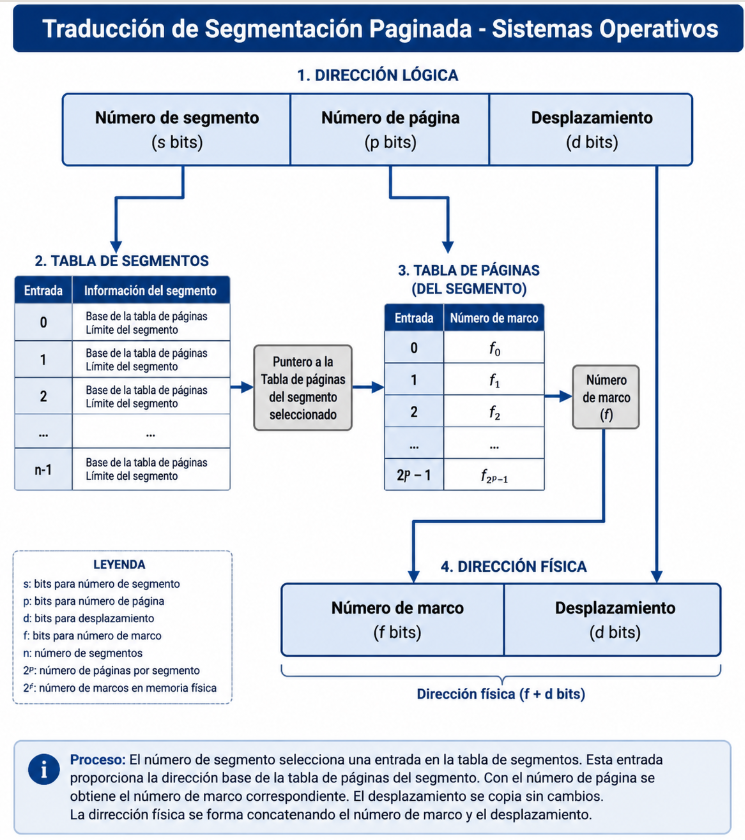 Traducción de Segmentación Paginada - Sistemas Operativos
1. DIRECCIÓN LÓGICA
Número de segmento
(s bits)
Número de página
(p bits)
Desplazamiento
(d bits)
2. TABLA DE SEGMENTOS
Entrada
Información del segmento
0
Base de la tabla de páginas
Límite del segmento
1
Base de la tabla de páginas
Límite del segmento
2
Base de la tabla de páginas
Límite del segmento
...
...
n-1
Base de la tabla de páginas
Límite del segmento
Puntero a la
Tabla de páginas
del segmento
seleccionado
3. TABLA DE PÁGINAS
(DEL SEGMENTO)
Entrada
Número de marco
0
f₀
1
f₁
2
f₂
...
...
2ᵖ – 1
f₂ᵖ₋₁
Número
de marco
(f)
LEYENDA
s: bits para número de segmento
p: bits para número de página
d: bits para desplazamiento
f: bits para número de marco
n: número de segmentos
2ᵖ: número de páginas por segmento
2ᶠ: número de marcos en memoria física
4. DIRECCIÓN FÍSICA
Número de marco
(f bits)
Desplazamiento
(d bits)
Dirección física (f + d bits)
i
Proceso: El número de segmento selecciona una entrada en la tabla de segmentos. Esta entrada
proporciona la dirección base de la tabla de páginas del segmento. Con el número de página se
obtiene el número de marco correspondiente. El desplazamiento se copia sin cambios.
La dirrección física se forma concatenando el número de marco y el desplazamiento.